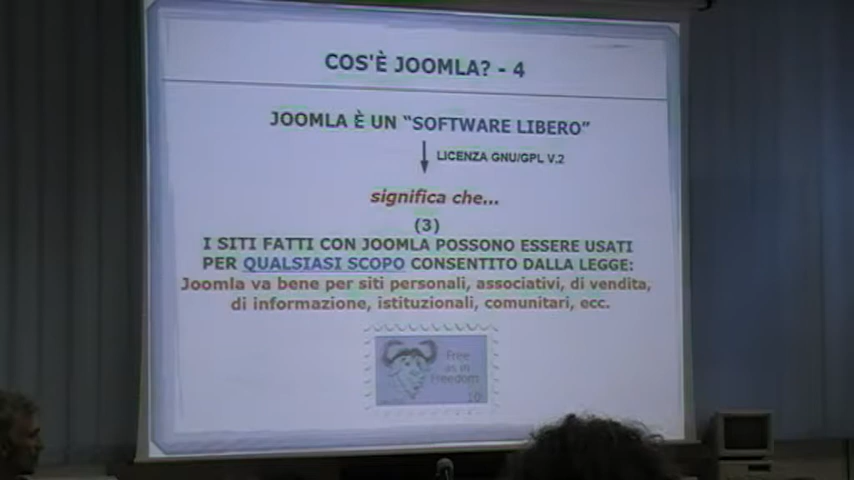 COS'È JOOMLA? - 4
JOOMLA È UN “SOFTWARE LIBERO”
LICENZA GNU/GPL V.2
significa che...
(3)
I SITI FATTI CON JOOMLA POSSONO ESSERE USATI
PER QUALSIASI SCOPO CONSENTITO DALLA LEGGE:
Joomla va bene per siti personali, associativi, di vendita,
di informazione, istituzionali, comunitari, ecc.
Free
as in
Freedom
10